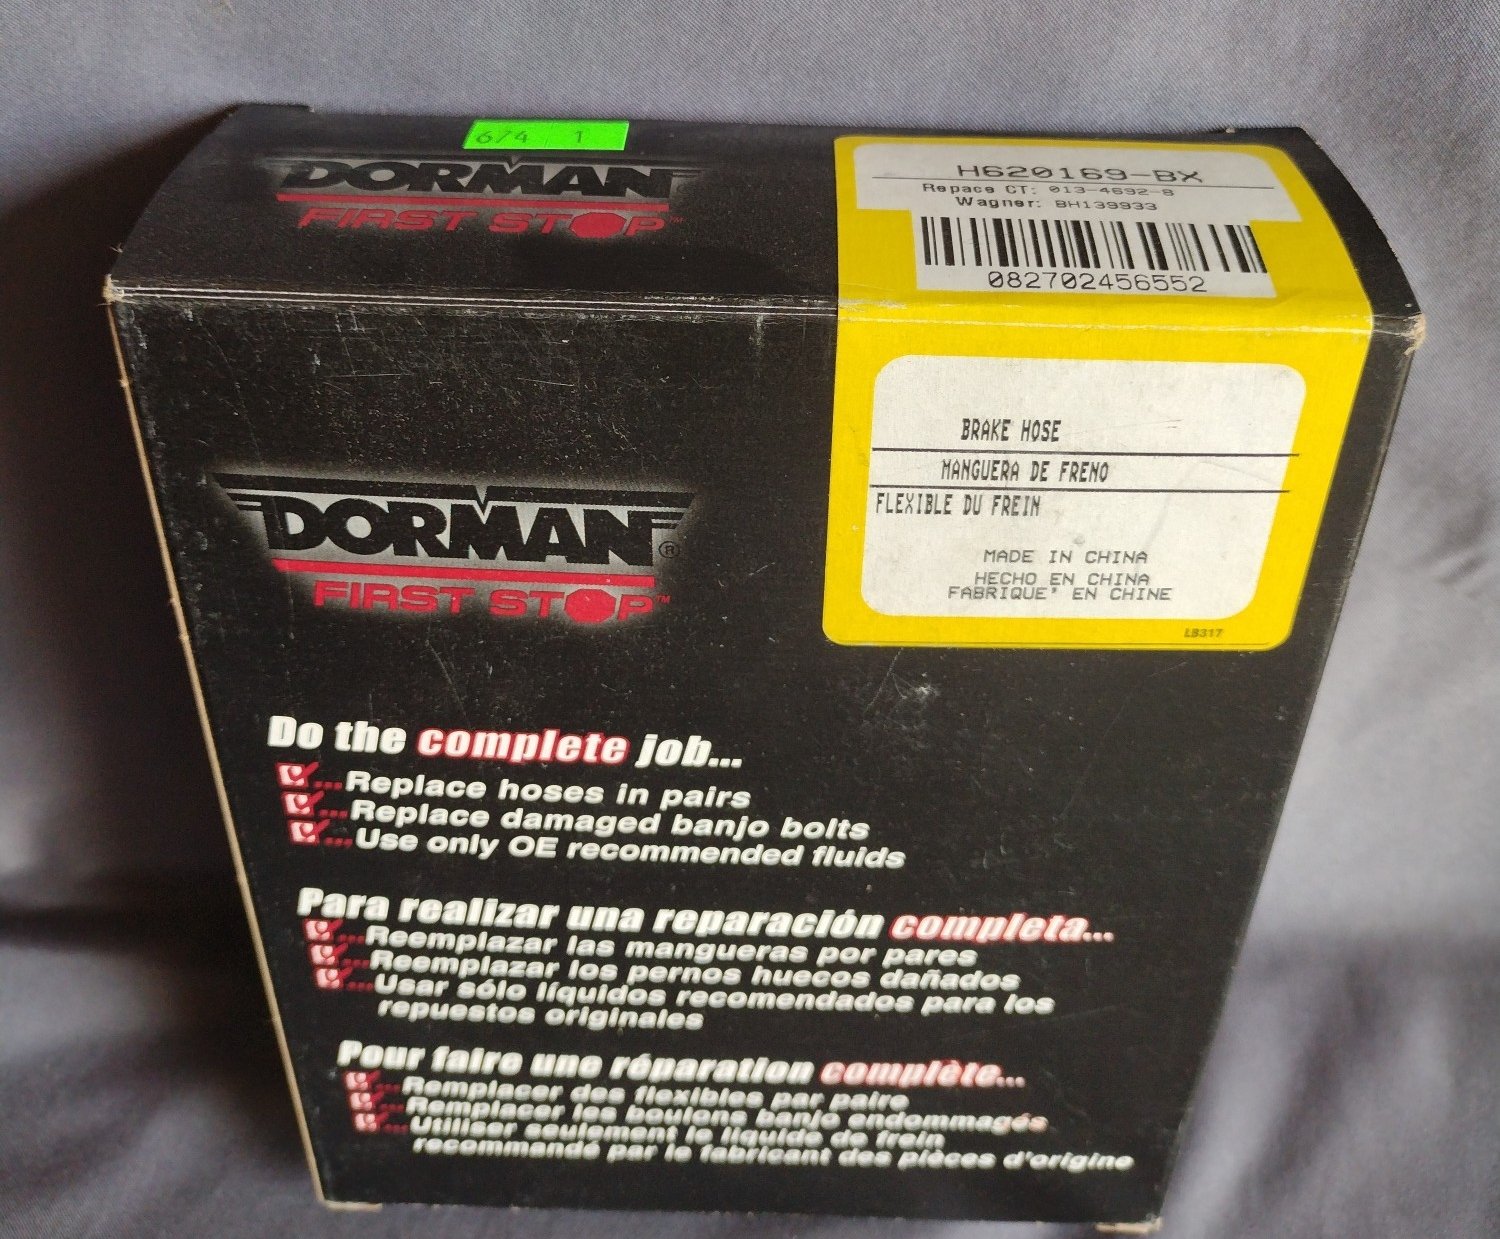 6/4 1
DORMAN
FIRST STOP™
H620169-BX
Repace CT: 013-4692-S
Wagner: BH139933
082702456552
BRAKE HOSE
MANGUERA DE FRENO
FLEXIBLE DU FREIN
MADE IN CHINA
HECHO EN CHINA
FABRIQUE' EN CHINE
LB317
DORMAN®
FIRST STOP™
Do the complete job...
...Replace hoses in pairs
...Replace damaged banjo bolts
...Use only OE recommended fluids
Para realizar una reparación completa...
...Reemplazar las mangueras por pares
...Reemplazar los pernos huecos dañados
...Usar sólo líquidos recomendados para los
repuestos originales
Pour faire une réparation complète...
...Remplacer des flexibles par paire
...Remplacer les boulons banjo endommagés
...Utiliser seulement le liquide de frein
recommandé par le fabricant des pièces d'origine